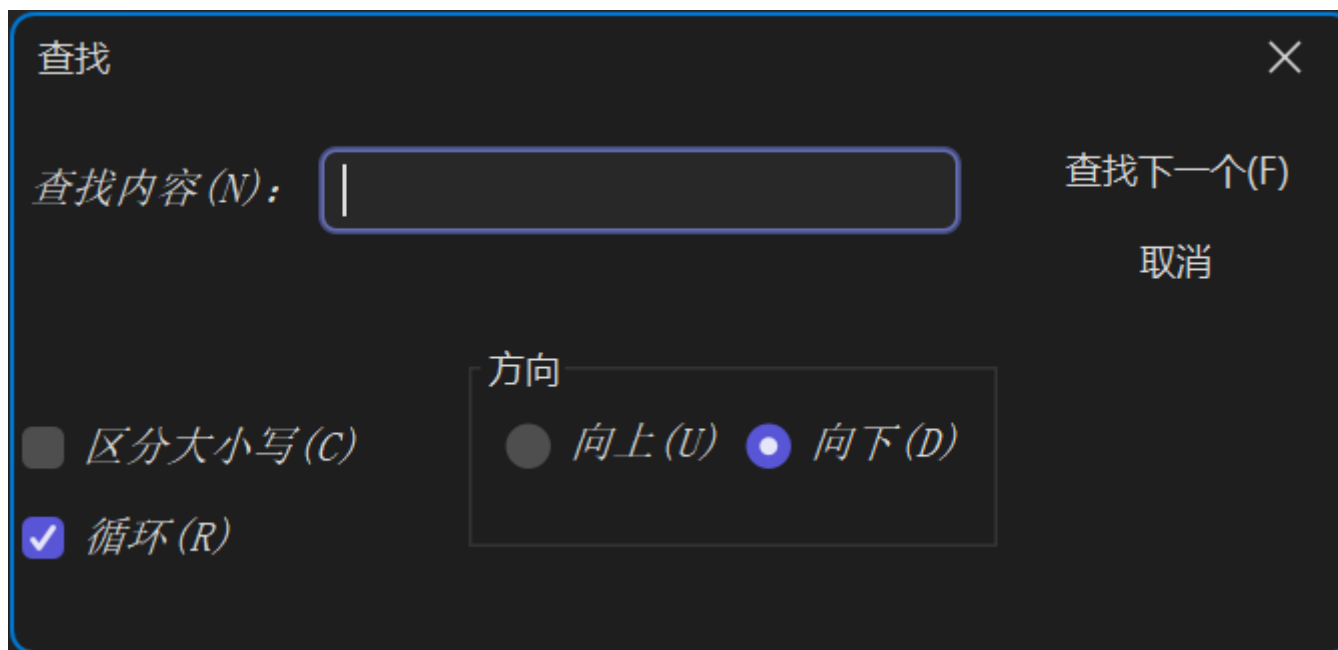 查找
查找内容(N)：
查找下一个(F)
取消
方向
区分大小写(C)
向上(U)
向下(D)
循环(R)